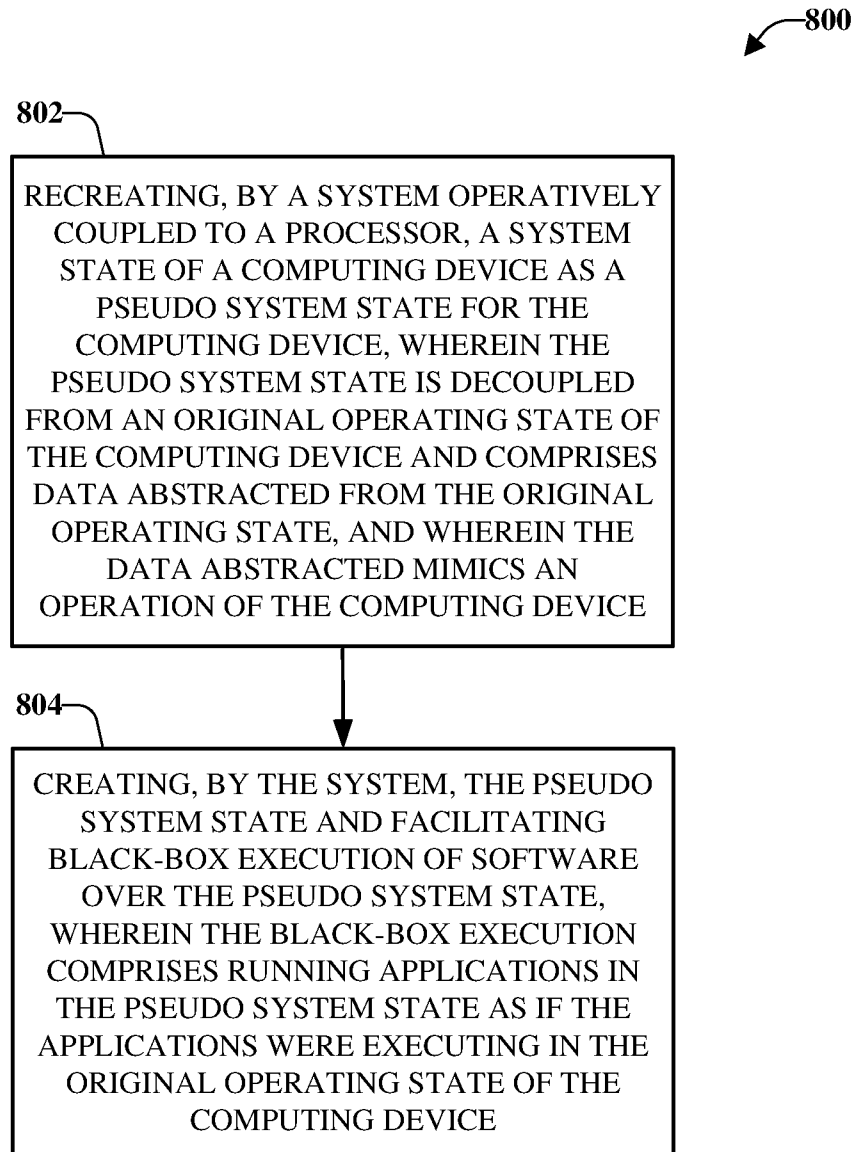 800
802
RECREATING, BY A SYSTEM OPERATIVELY
COUPLED TO A PROCESSOR, A SYSTEM
STATE OF A COMPUTING DEVICE AS A
PSEUDO SYSTEM STATE FOR THE
COMPUTING DEVICE, WHEREIN THE
PSEUDO SYSTEM STATE IS DECOUPLED
FROM AN ORIGINAL OPERATING STATE OF
THE COMPUTING DEVICE AND COMPRISES
DATA ABSTRACTED FROM THE ORIGINAL
OPERATING STATE, AND WHEREIN THE
DATA ABSTRACTED MIMICS AN
OPERATION OF THE COMPUTING DEVICE
804
CREATING, BY THE SYSTEM, THE PSEUDO
SYSTEM STATE AND FACILITATING
BLACK-BOX EXECUTION OF SOFTWARE
OVER THE PSEUDO SYSTEM STATE,
WHEREIN THE BLACK-BOX EXECUTION
COMPRISES RUNNING APPLICATIONS IN
THE PSEUDO SYSTEM STATE AS IF THE
APPLICATIONS WERE EXECUTING IN THE
ORIGINAL OPERATING STATE OF THE
COMPUTING DEVICE